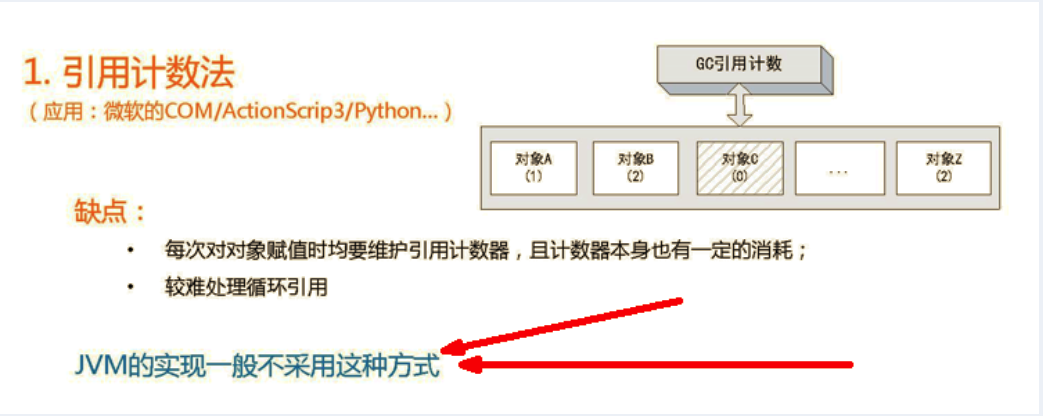 1. 引用计数法
（应用：微软的COM/ActionScrip3/Python...）
GC引用计数
对象A
(1)
对象B
(2)
对象C
(0)
...
对象Z
(2)
缺点：
• 每次对对象赋值时均要维护引用计数器，且计数器本身也有一定的消耗；
• 较难处理循环引用
JVM的实现一般不采用这种方式